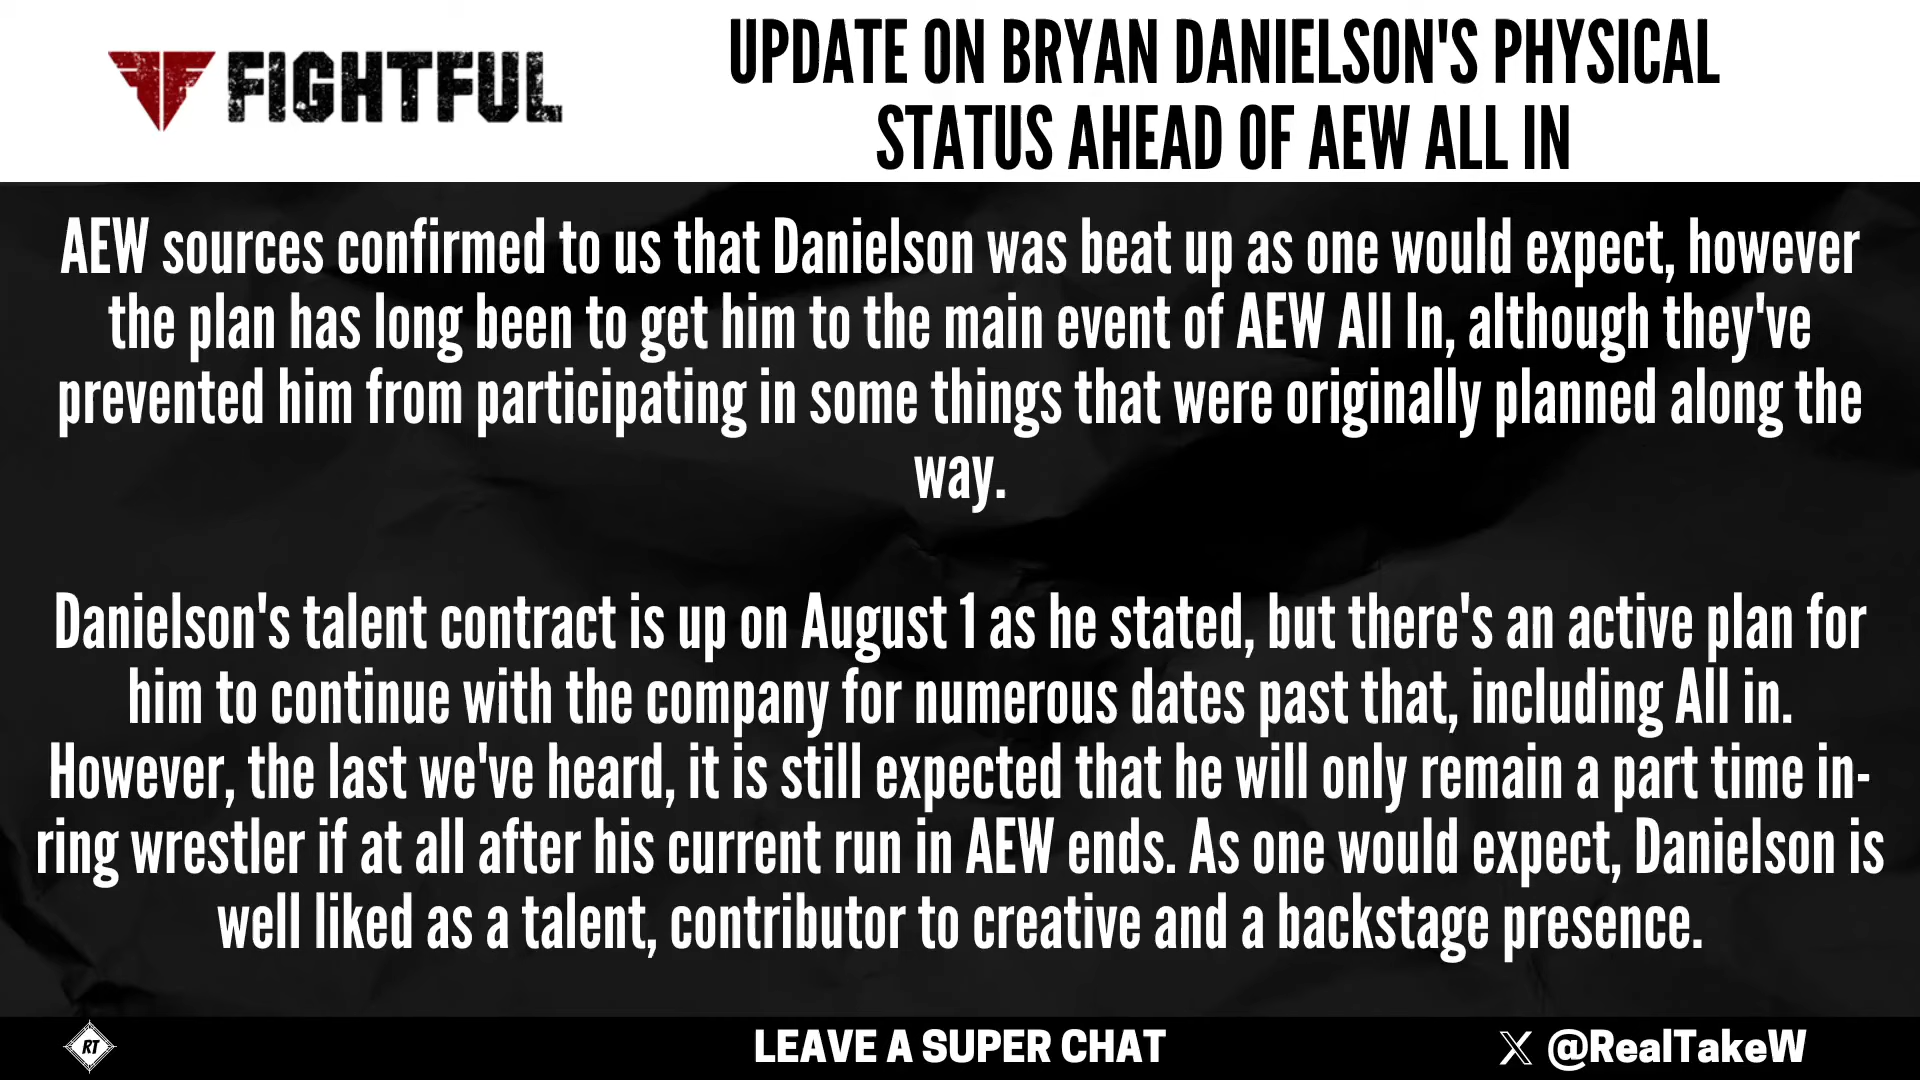 FIGHTFUL
UPDATE ON BRYAN DANIELSON'S PHYSICAL
STATUS AHEAD OF AEW ALL IN
AEW sources confirmed to us that Danielson was beat up as one would expect, however
the plan has long been to get him to the main event of AEW All In, although they've
prevented him from participating in some things that were originally planned along the
way.
Danielson's talent contract is up on August 1 as he stated, but there's an active plan for
him to continue with the company for numerous dates past that, including All in.
However, the last we've heard, it is still expected that he will only remain a part time in-
ring wrestler if at all after his current run in AEW ends. As one would expect, Danielson is
well liked as a talent, contributor to creative and a backstage presence.
RT
LEAVE A SUPER CHAT
X @RealTakeW